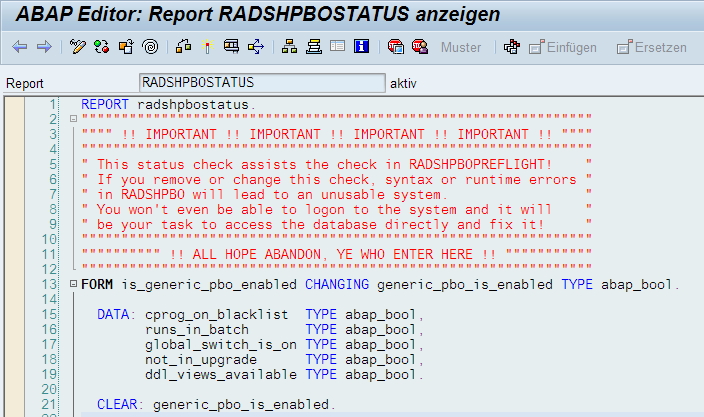 ABAP Editor: Report RADSHPBOSTATUS anzeigen
Muster Einfügen Ersetzen
Report RADSHPBOSTATUS aktiv
1 REPORT radshpbostatus.
2 """"""""""""""""""""""""""""""""""""""""""""""""""""""""""""""""
3 """" !! IMPORTANT !! IMPORTANT !! IMPORTANT !! IMPORTANT !! """"
4 """"""""""""""""""""""""""""""""""""""""""""""""""""""""""""""""
5 " This status check assists the check in RADSHPBOPREFLIGHT!    "
6 " If you remove or change this check, syntax or runtime errors "
7 " in RADSHPBO will lead to an unusable system.                 "
8 " You won't even be able to logon to the system and it will    "
9 " be your task to access the database directly and fix it!     "
10 """"""""""""""""""""""""""""""""""""""""""""""""""""""""""""""""
11 """""""""" !! ALL HOPE ABANDON, YE WHO ENTER HERE !! """""""""""
12 """"""""""""""""""""""""""""""""""""""""""""""""""""""""""""""""
13 FORM is_generic_pbo_enabled CHANGING generic_pbo_is_enabled TYPE abap_bool.
14
15 DATA: cprog_on_blacklist  TYPE abap_bool,
16 runs_in_batch       TYPE abap_bool,
17 global_switch_is_on TYPE abap_bool,
18 not_in_upgrade      TYPE abap_bool,
19 ddl_views_available TYPE abap_bool.
20
21 CLEAR: generic_pbo_is_enabled.
22